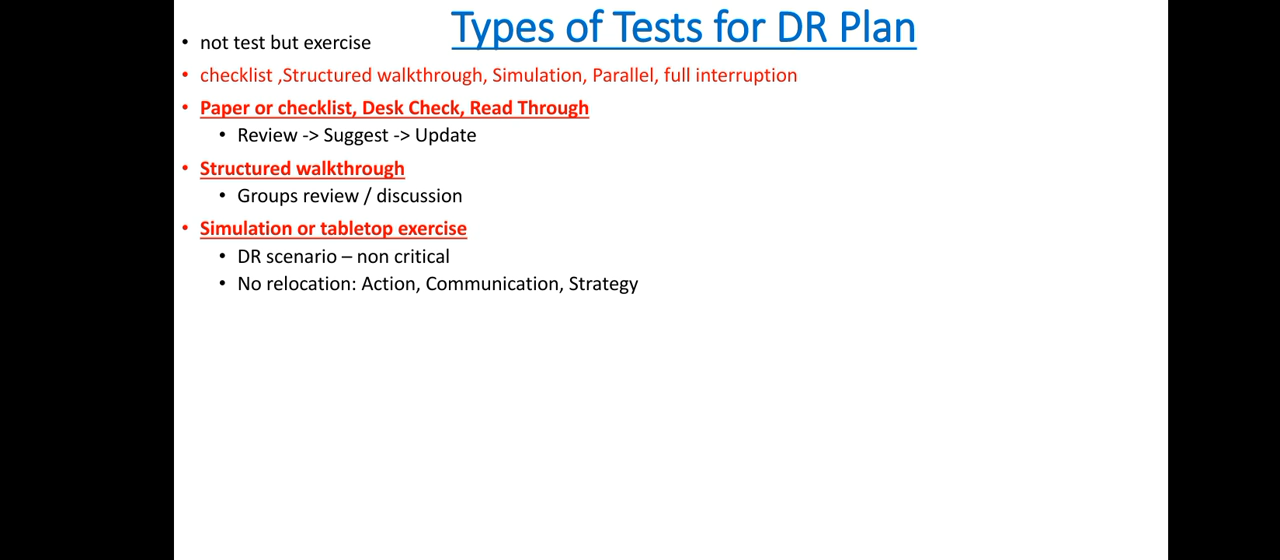 Types of Tests for DR Plan
• not test but exercise
• checklist ,Structured walkthrough, Simulation, Parallel, full interruption
• Paper or checklist, Desk Check, Read Through
• Review -> Suggest -> Update
• Structured walkthrough
• Groups review / discussion
• Simulation or tabletop exercise
• DR scenario – non critical
• No relocation: Action, Communication, Strategy